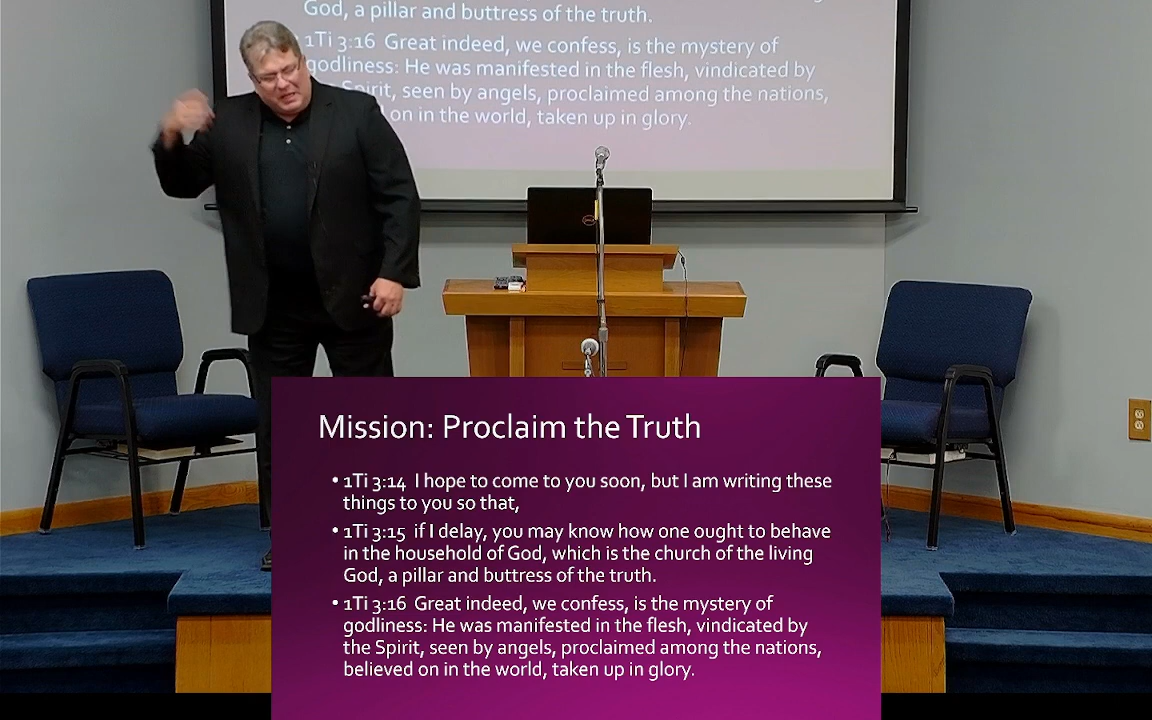 God, a pillar and buttress of the truth.
1Ti 3:16 Great indeed, we confess, is the mystery of
godliness: He was manifested in the flesh, vindicated by
Spirit, seen by angels, proclaimed among the nations,
on in the world, taken up in glory.
Mission: Proclaim the Truth
• 1Ti 3:14 I hope to come to you soon, but I am writing these
things to you so that,
• 1Ti 3:15 if I delay, you may know how one ought to behave
in the household of God, which is the church of the living
God, a pillar and buttress of the truth.
• 1Ti 3:16 Great indeed, we confess, is the mystery of
godliness: He was manifested in the flesh, vindicated by
the Spirit, seen by angels, proclaimed among the nations,
believed on in the world, taken up in glory.